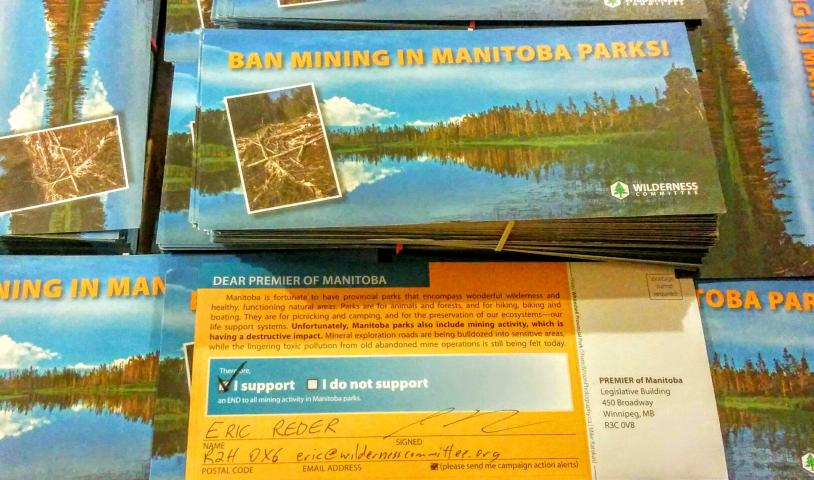 BAN MINING IN MANITOBA PARKS!
WILDERNESS
COMMITTEE
NING IN MAN
TOBA PAR
DEAR PREMIER OF MANITOBA
Manitoba is fortunate to have provincial parks that encompass wonderful wilderness and
healthy, functioning natural areas. Parks are for animals and forests, and for hiking, biking and
boating. They are for picnicking and camping, and for the preservation of our ecosystems—our
life support systems. Unfortunately, Manitoba parks also include mining activity, which is
having a destructive impact. Mineral exploration roads are being bulldozed into sensitive areas,
while the lingering toxic pollution from old abandoned mine operations is still being felt today.
Therefore,
I support I do not support
an END to all mining activity in Manitoba parks.
ERIC REDER
NAME SIGNED
R2H 0X6 eric@wildernesscommittee.org
POSTAL CODE EMAIL ADDRESS (please send me campaign action alerts)
postage
stamp
required
PREMIER of Manitoba
Legislative Building
450 Broadway
Winnipeg, MB
R3C 0V8